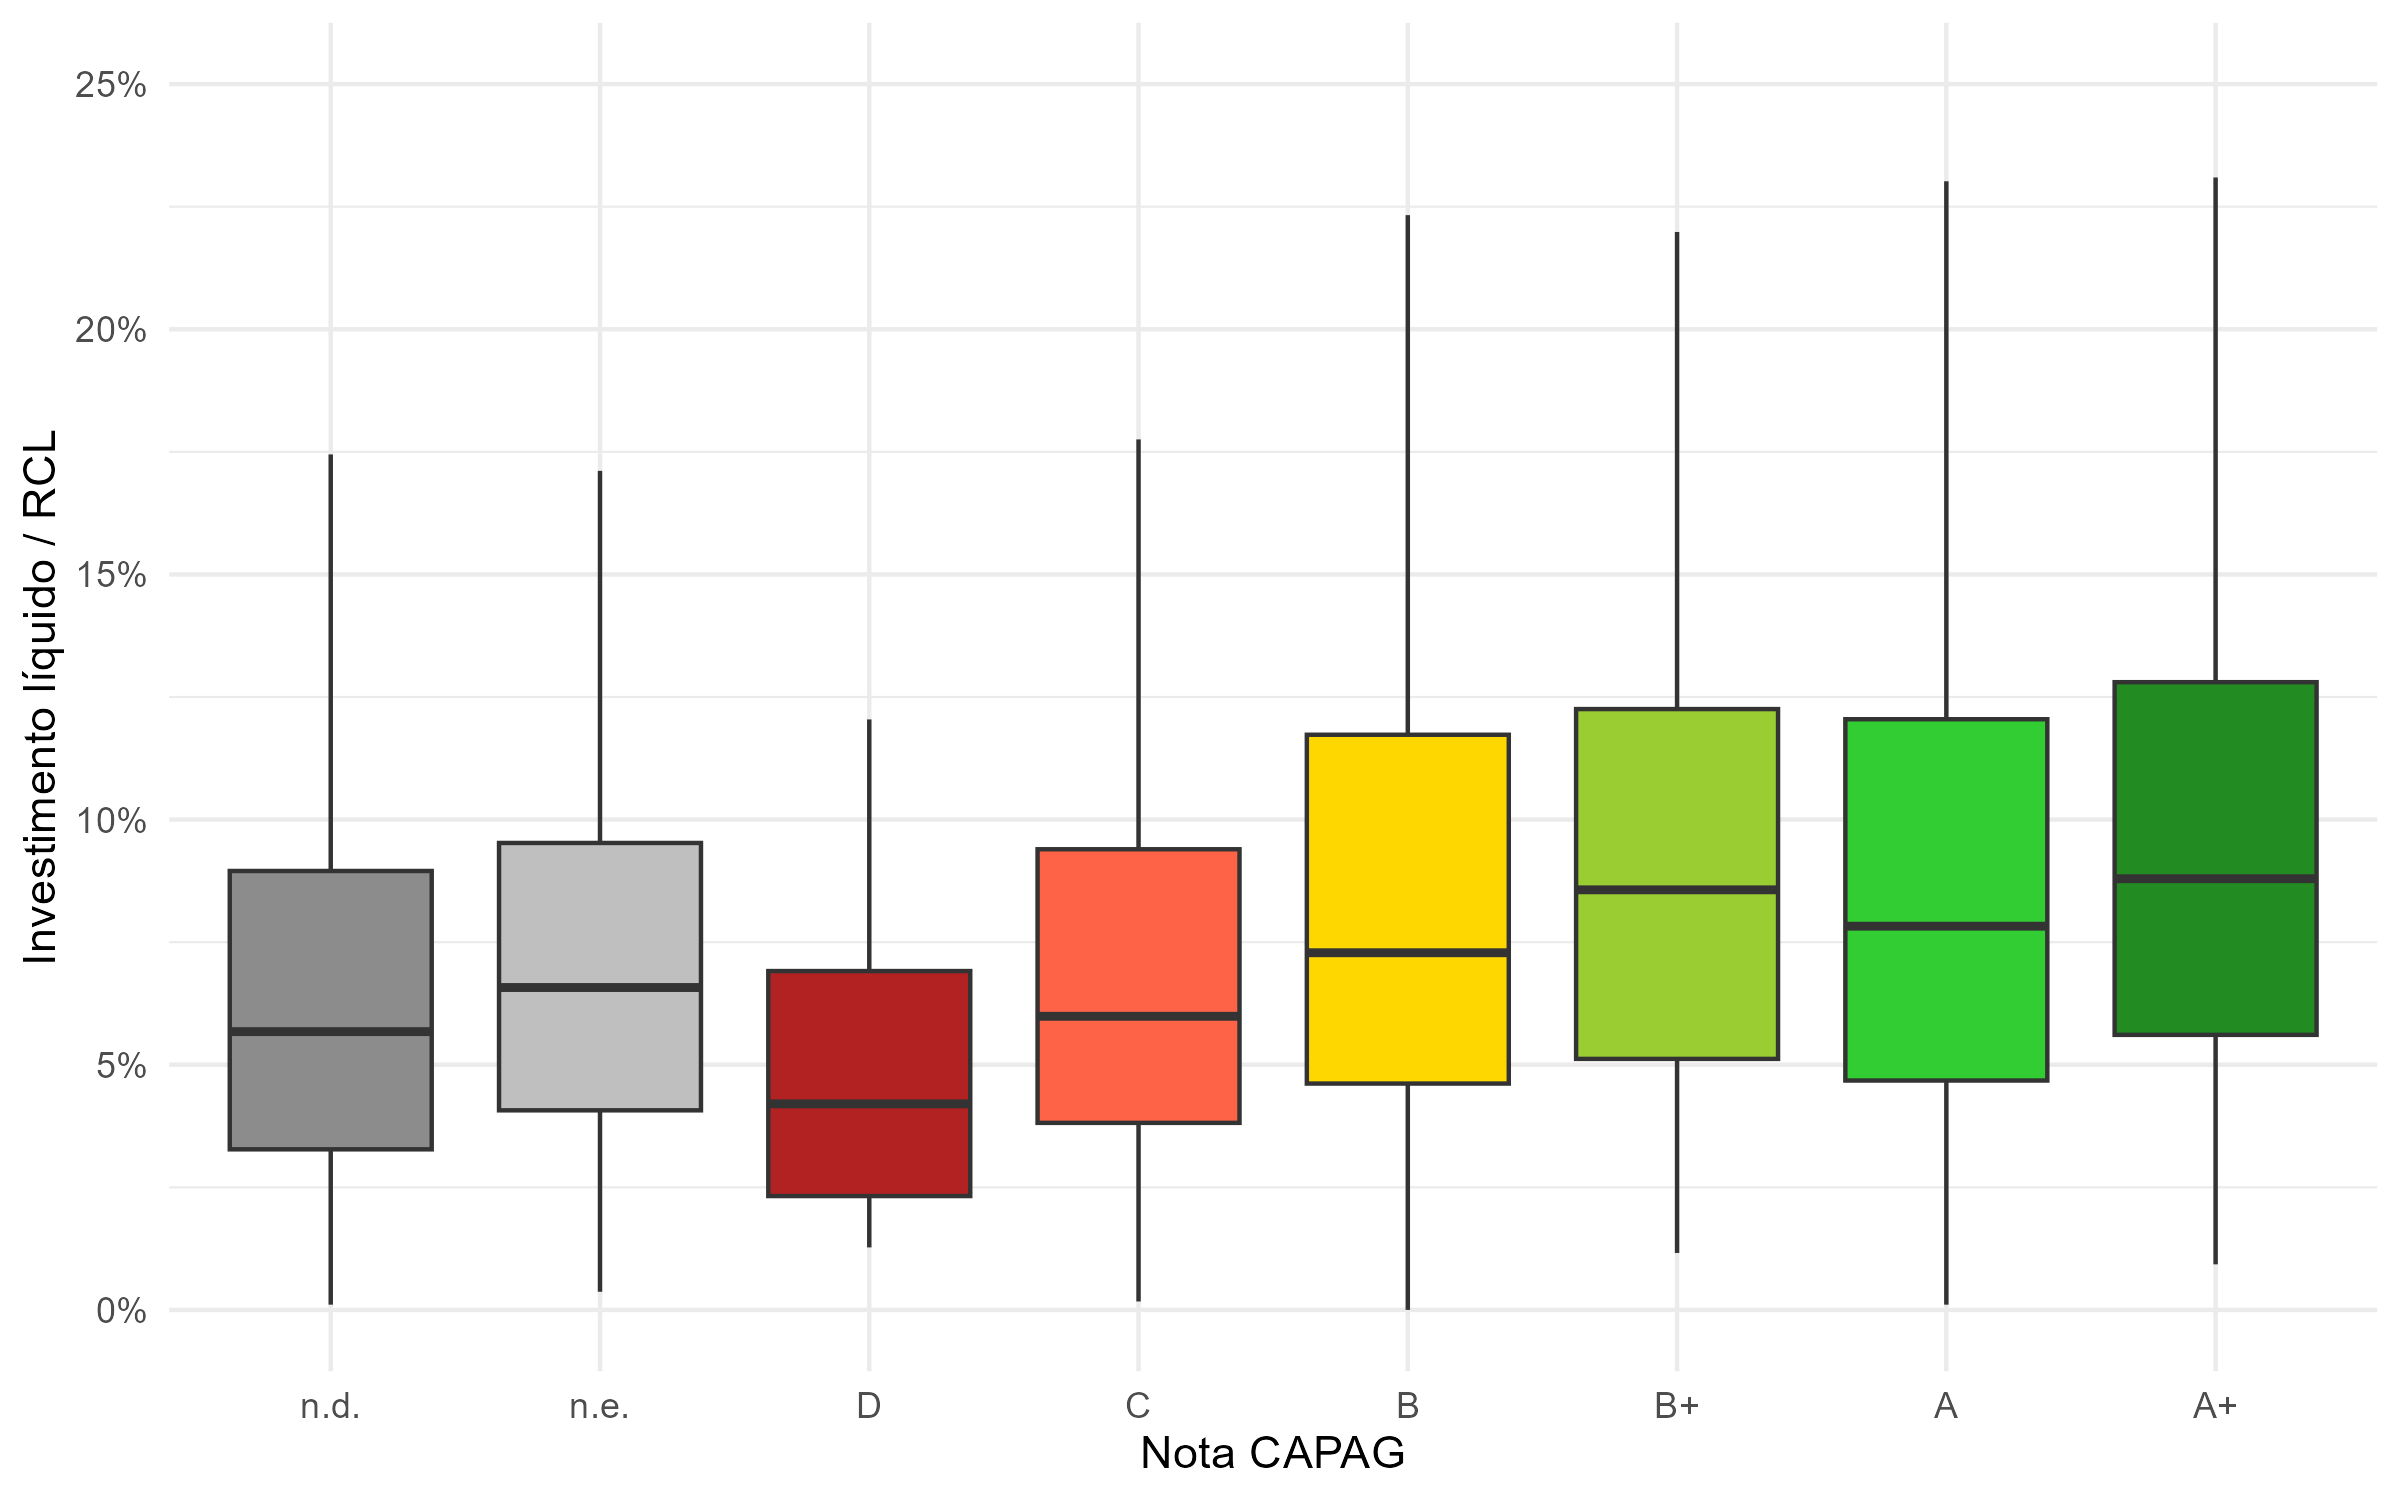 Investimento líquido / RCL
25%
20%
15%
10%
5%
0%
n.d. n.e. D C B B+ A A+
Nota CAPAG